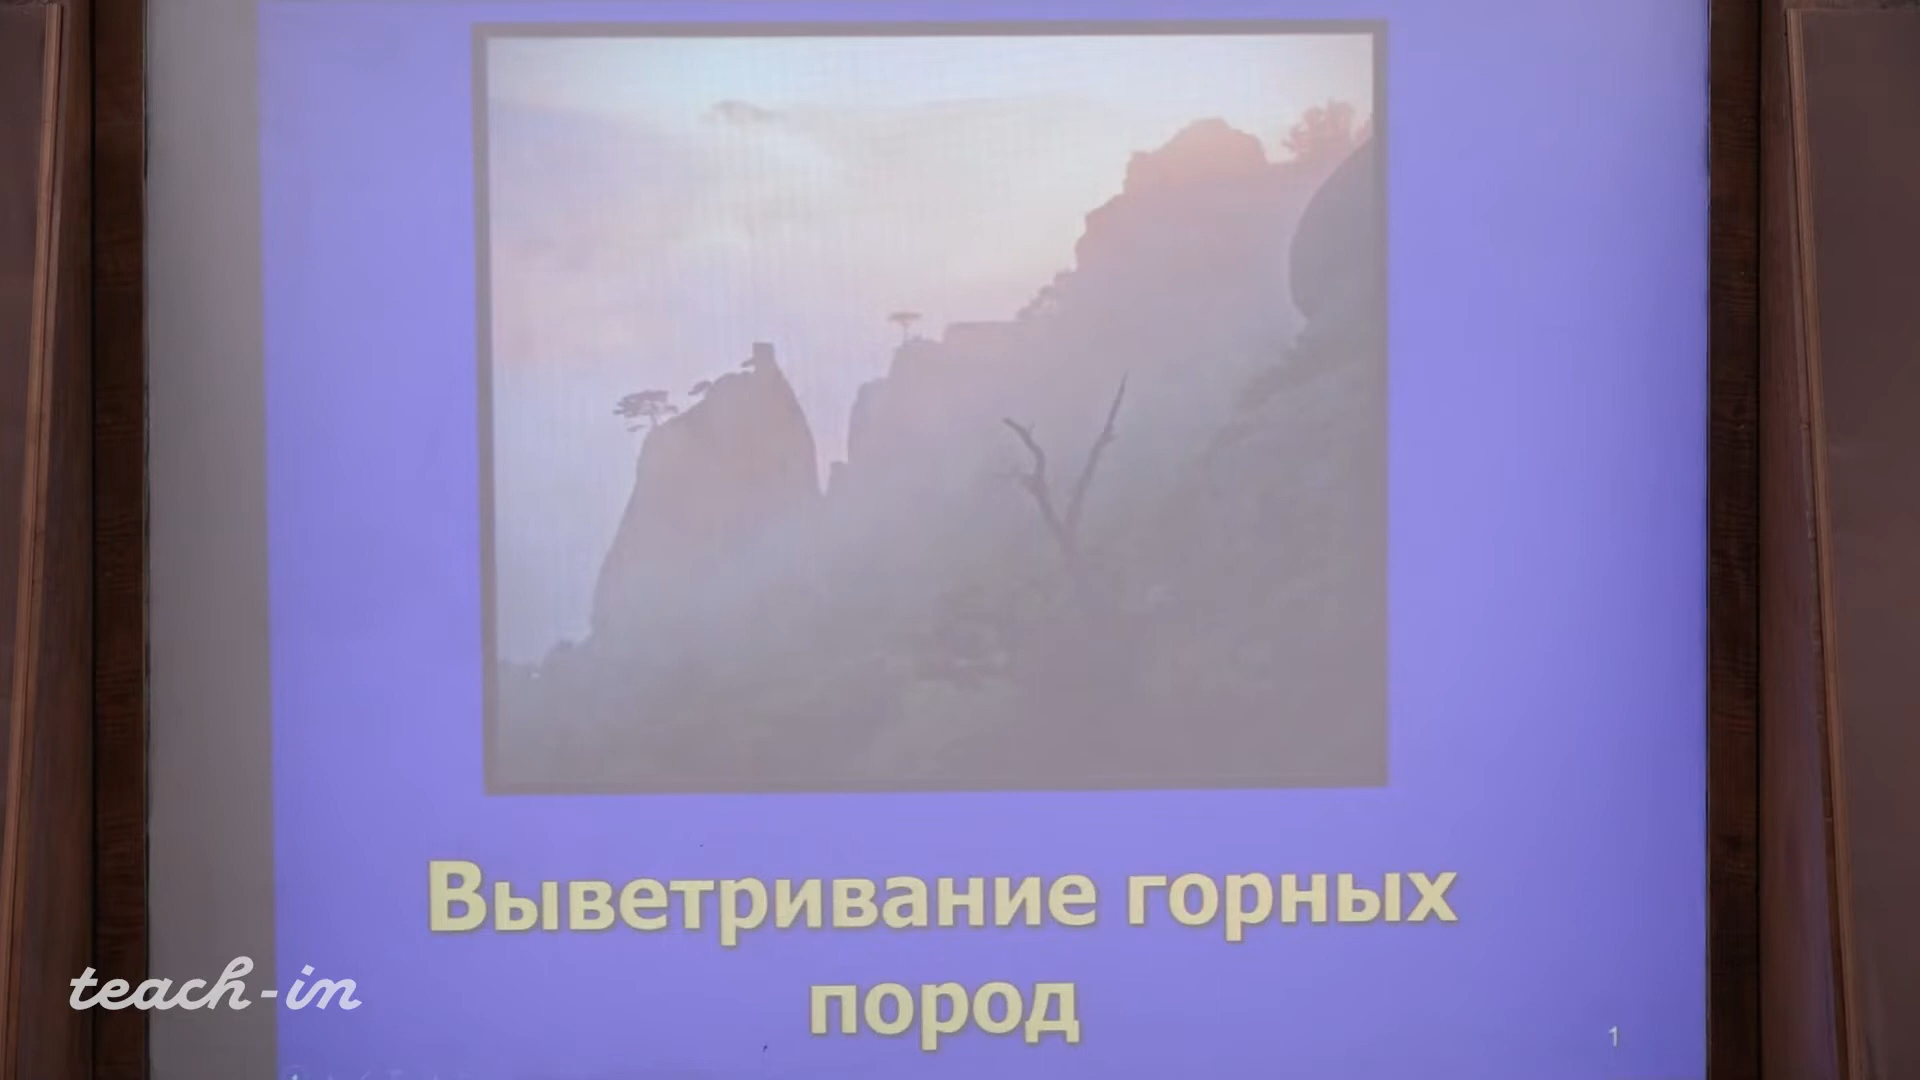 Выветривание горных
пород
teach-in
1